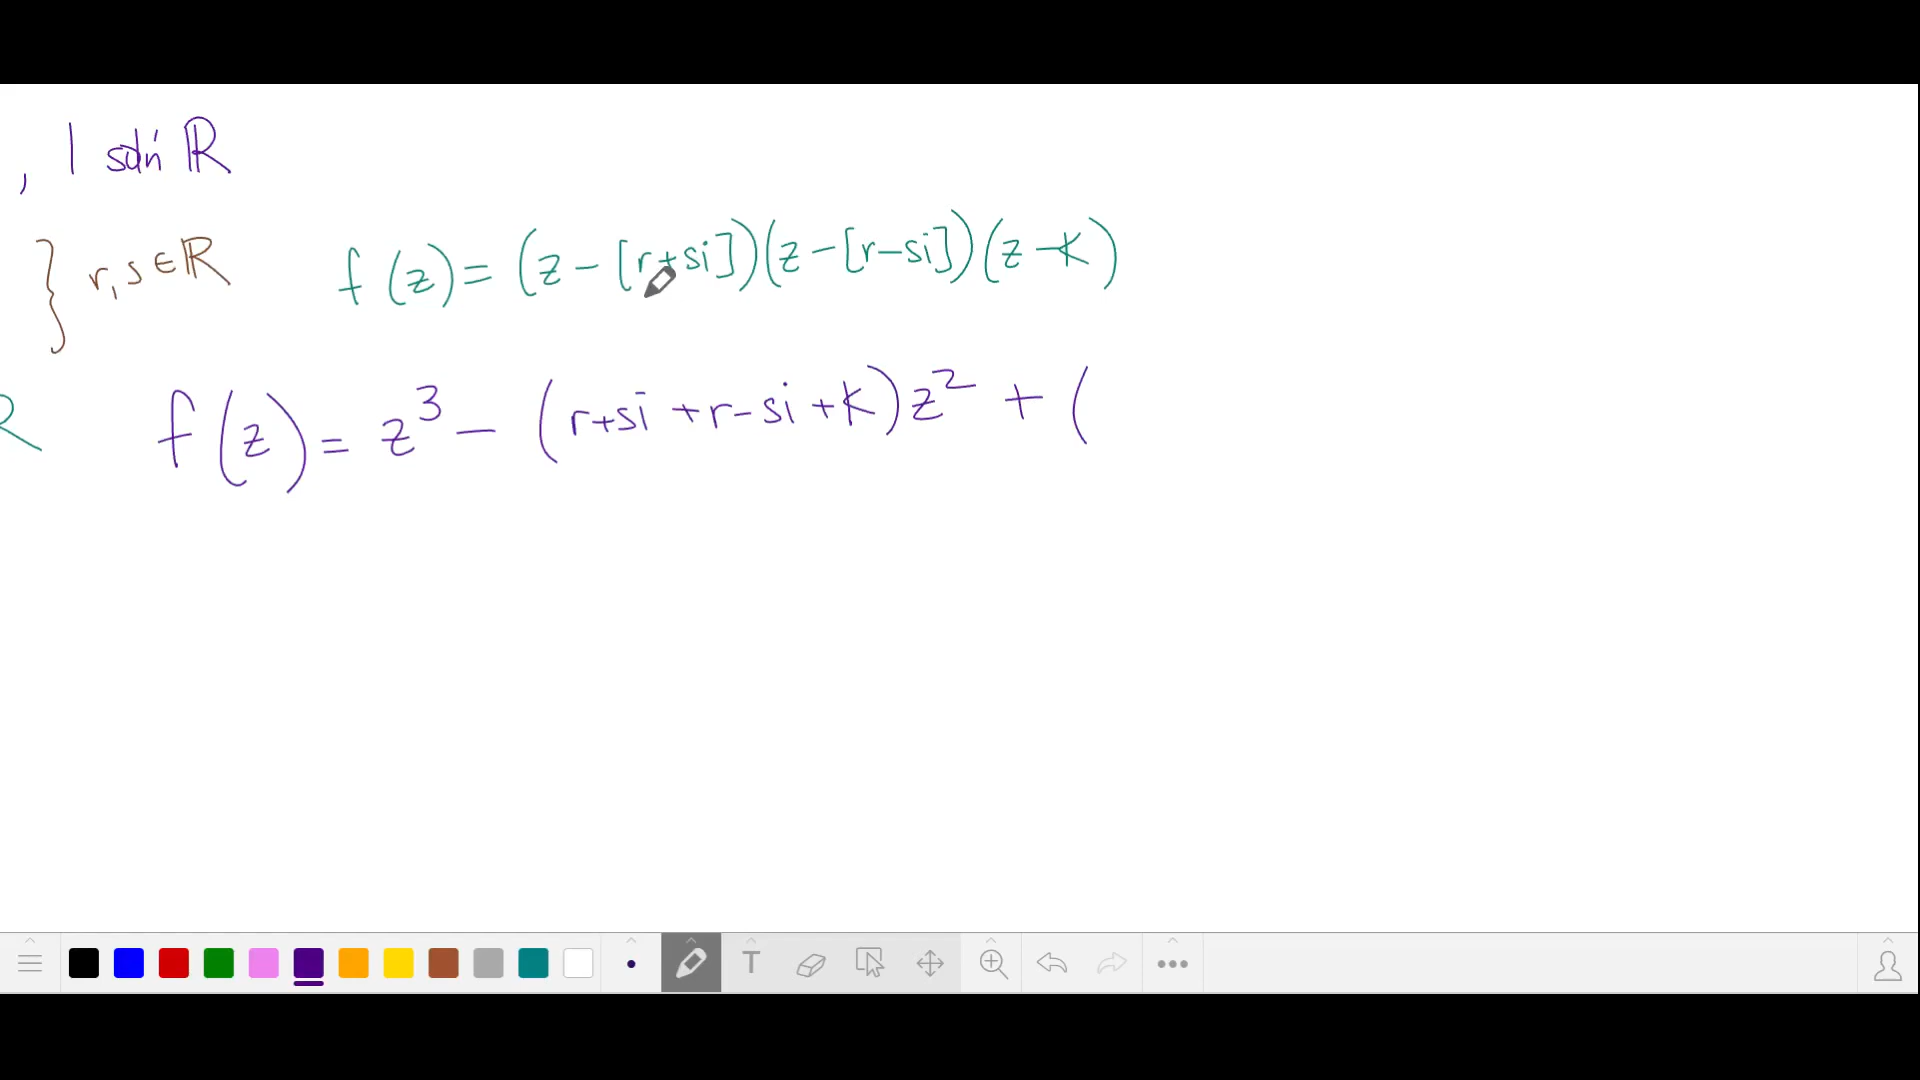 , 1 sdn ℝ
} r, s ∈ ℝ
f(z) = (z - [r+si])(z - [r-si])(z - k)
f(z) = z³ - (r+si + r-si + k)z² + (
T